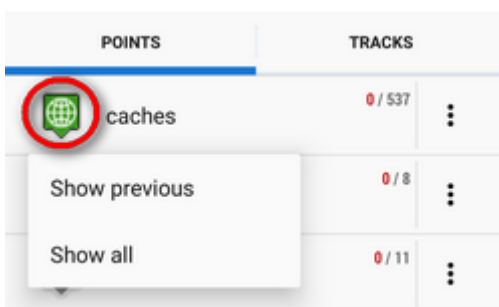 POINTS TRACKS
caches 0 / 537
Show previous 0 / 8
Show all 0 / 11